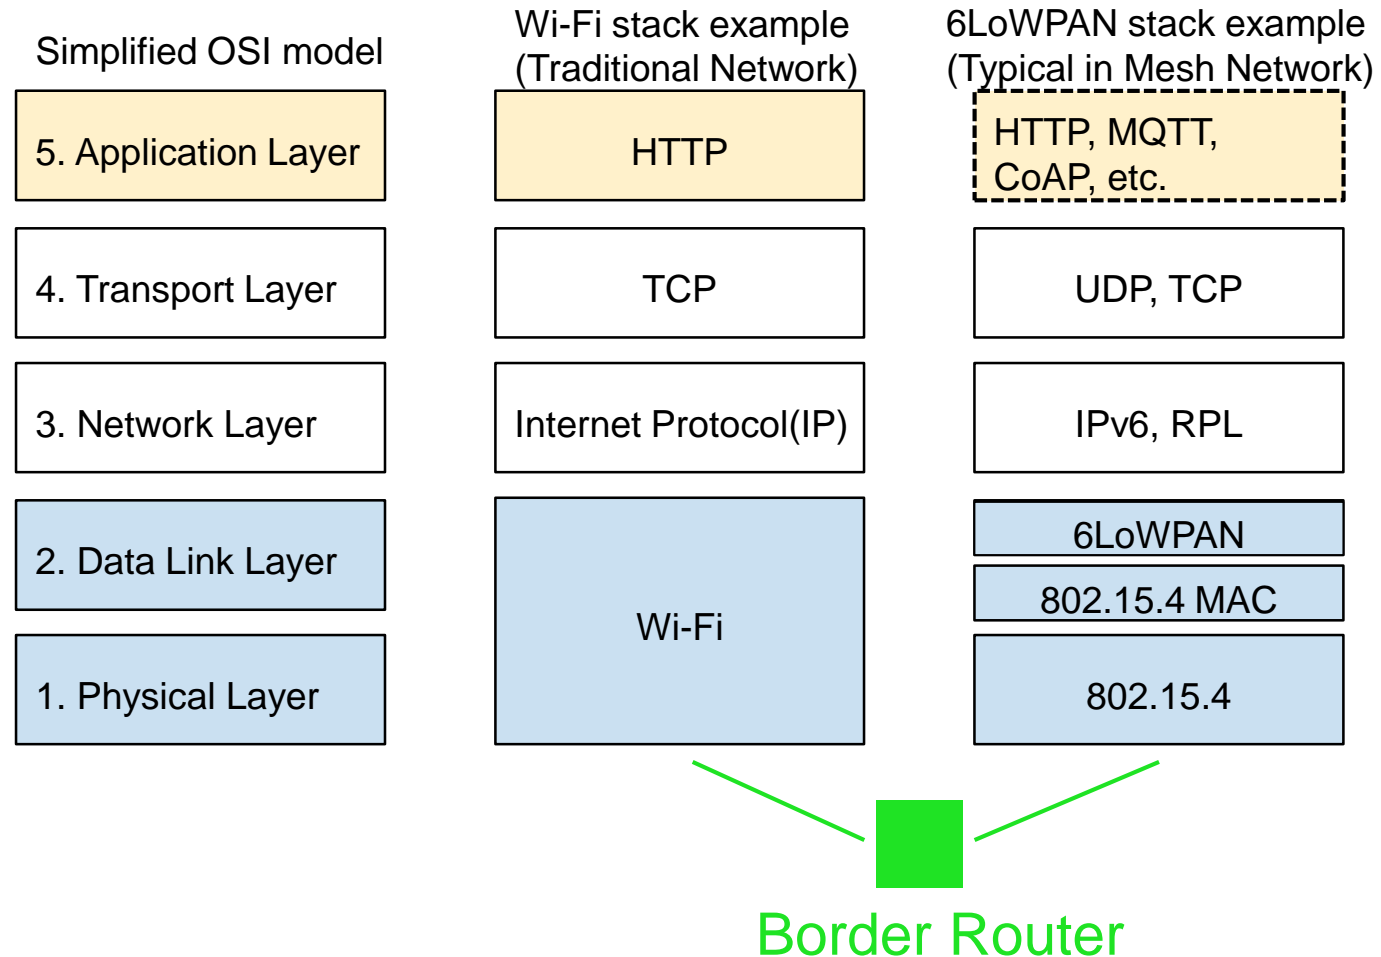 Simplified OSI model
Wi-Fi stack example
(Traditional Network)
6LoWPAN stack example
(Typical in Mesh Network)
5. Application Layer
HTTP
HTTP, MQTT,
CoAP, etc.
4. Transport Layer
TCP
UDP, TCP
3. Network Layer
Internet Protocol(IP)
IPv6, RPL
2. Data Link Layer
6LoWPAN
802.15.4 MAC
Wi-Fi
1. Physical Layer
802.15.4
Border Router